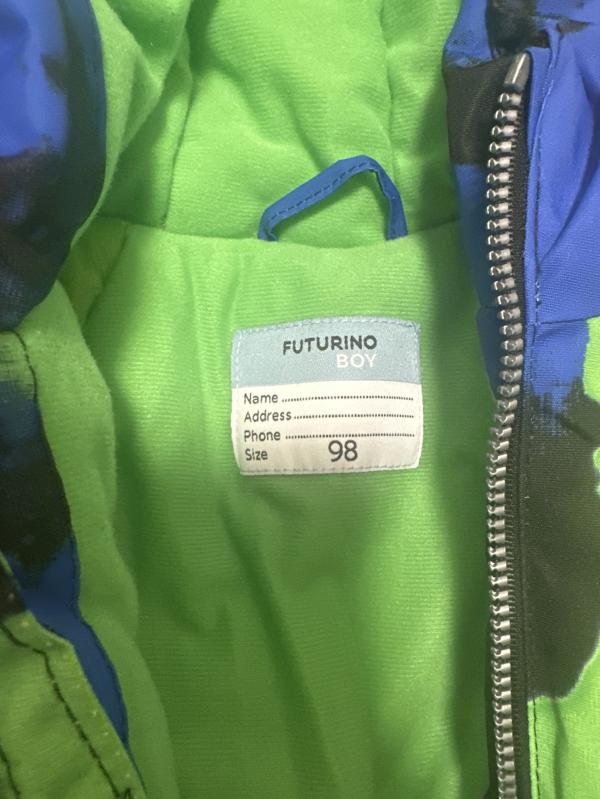 FUTURINO
BOY
Name
Address
Phone
Size 98